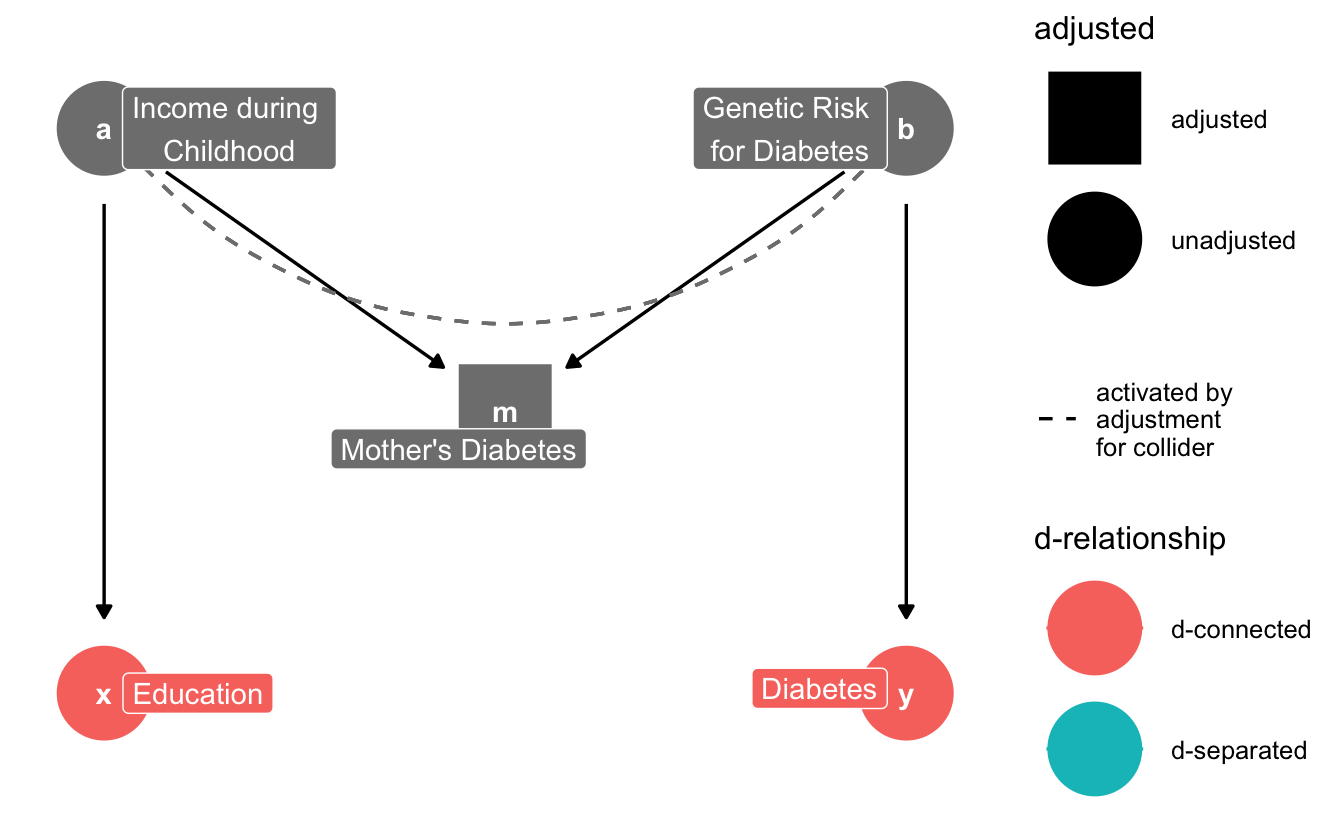 a
Income during
Childhood
Genetic Risk
for Diabetes
b
m
Mother's Diabetes
x
Education
Diabetes
y
adjusted
adjusted
unadjusted
activated by
adjustment
for collider
d-relationship
d-connected
d-separated